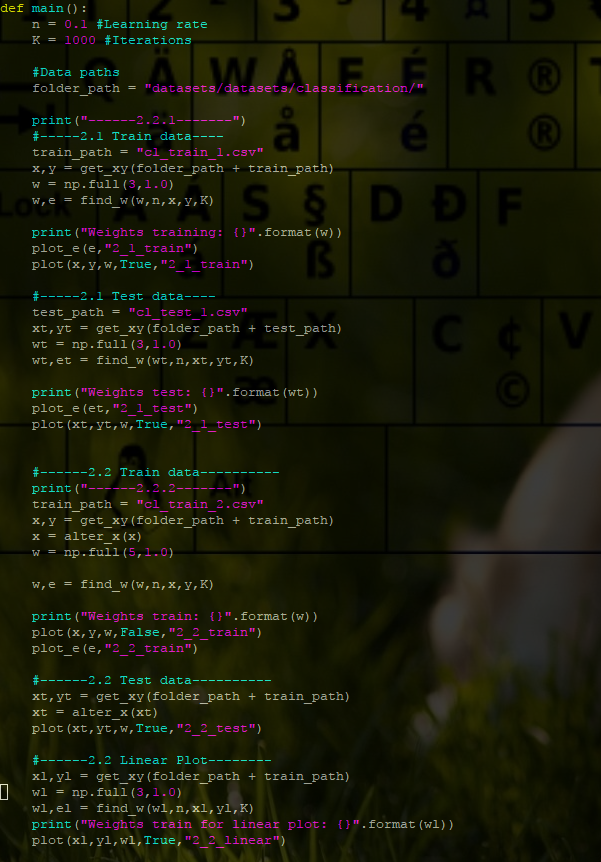 def main():
    n = 0.1 #Learning rate
    K = 1000 #Iterations

    #Data paths
    folder_path = "datasets/datasets/classification/"

    print("------2.2.1-------")
    #-----2.1 Train data----
    train_path = "cl_train_1.csv"
    x,y = get_xy(folder_path + train_path)
    w = np.full(3,1.0)
    w,e = find_w(w,n,x,y,K)

    print("Weights training: {}".format(w))
    plot_e(e,"2_1_train")
    plot(x,y,w,True,"2_1_train")

    #-----2.1 Test data----
    test_path = "cl_test_1.csv"
    xt,yt = get_xy(folder_path + test_path)
    wt = np.full(3,1.0)
    wt,et = find_w(wt,n,xt,yt,K)

    print("Weights test: {}".format(wt))
    plot_e(et,"2_1_test")
    plot(xt,yt,w,True,"2_1_test")


    #------2.2 Train data----------
    print("------2.2.2-------")
    train_path = "cl_train_2.csv"
    x,y = get_xy(folder_path + train_path)
    x = alter_x(x)
    w = np.full(5,1.0)

    w,e = find_w(w,n,x,y,K)

    print("Weights train: {}".format(w))
    plot(x,y,w,False,"2_2_train")
    plot_e(e,"2_2_train")

    #------2.2 Test data----------
    xt,yt = get_xy(folder_path + train_path)
    xt = alter_x(xt)
    plot(xt,yt,w,True,"2_2_test")

    #------2.2 Linear Plot--------
    xl,yl = get_xy(folder_path + train_path)
    wl = np.full(3,1.0)
    wl,el = find_w(wl,n,xl,yl,K)
    print("Weights train for linear plot: {}".format(wl))
    plot(xl,yl,wl,True,"2_2_linear")